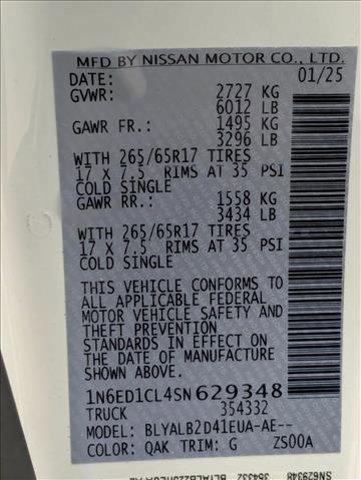 MFD BY NISSAN MOTOR CO., LTD.
DATE: 01/25
GVWR: 2727 KG
6012 LB
GAWR FR.: 1495 KG
3296 LB
WITH 265/65R17 TIRES
17 X 7.5 RIMS AT 35 PSI
COLD SINGLE
GAWR RR.: 1558 KG
3434 LB
WITH 265/65R17 TIRES
17 X 7.5 RIMS AT 35 PSI
COLD SINGLE
THIS VEHICLE CONFORMS TO
ALL APPLICABLE FEDERAL
MOTOR VEHICLE SAFETY AND
THEFT PREVENTION
STANDARDS IN EFFECT ON
THE DATE OF MANUFACTURE
SHOWN ABOVE.
1N6ED1CL4SN629348
TRUCK 354332
MODEL: BLYALB2D41EUA-AE--
COLOR: QAK TRIM: G ZS00A
SN629348 354332